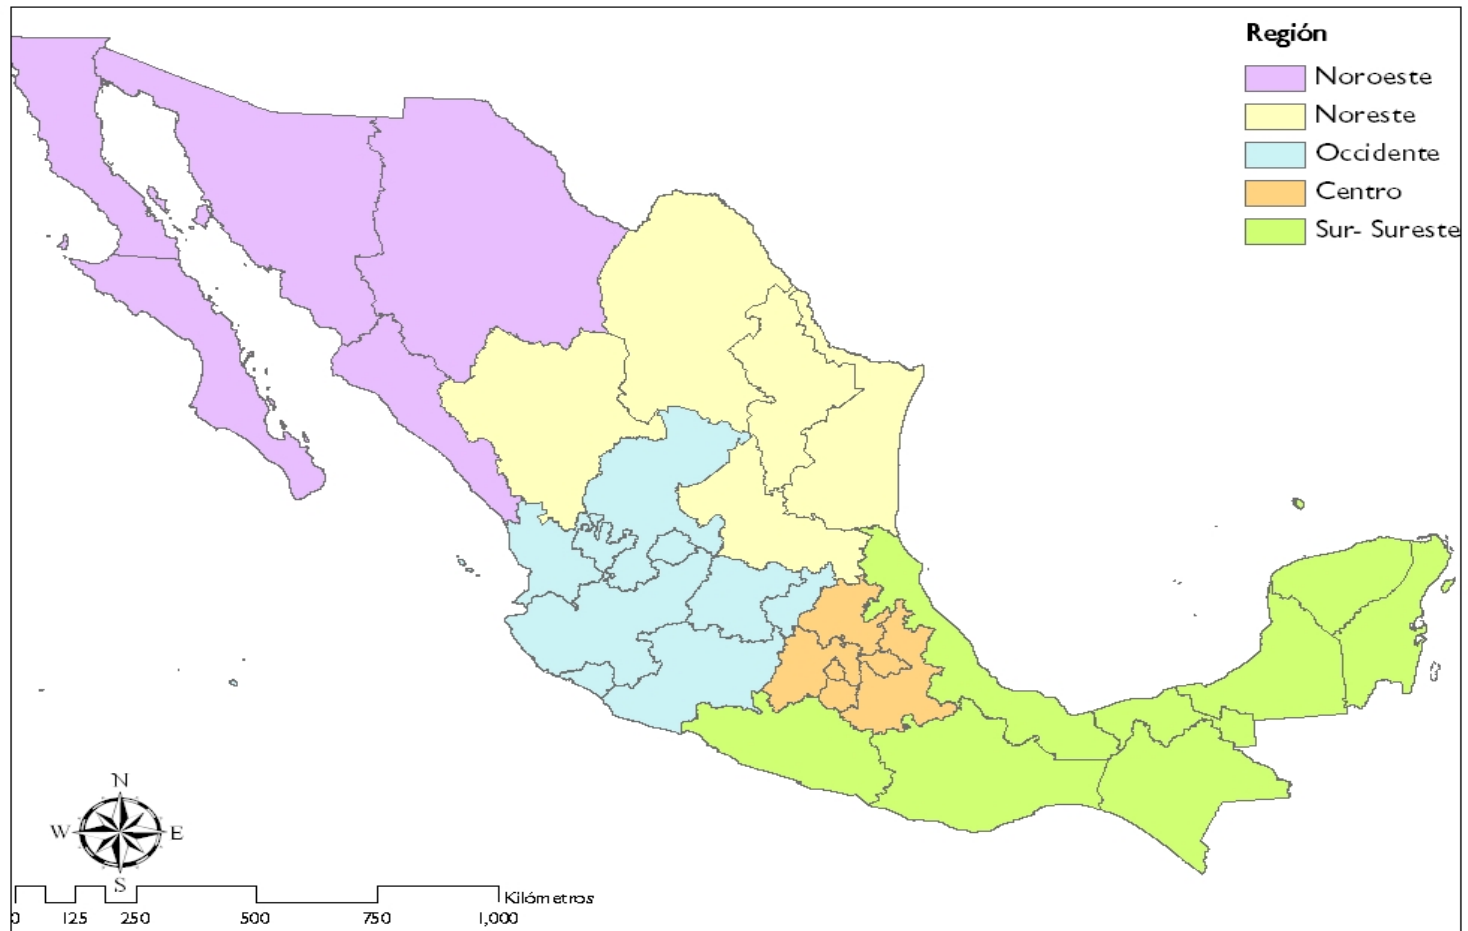 Región
Noroeste
Noreste
Occidente
Centro
Sur- Sureste
N
W E
S
Kilómetros
0 125 250 500 750 1,000